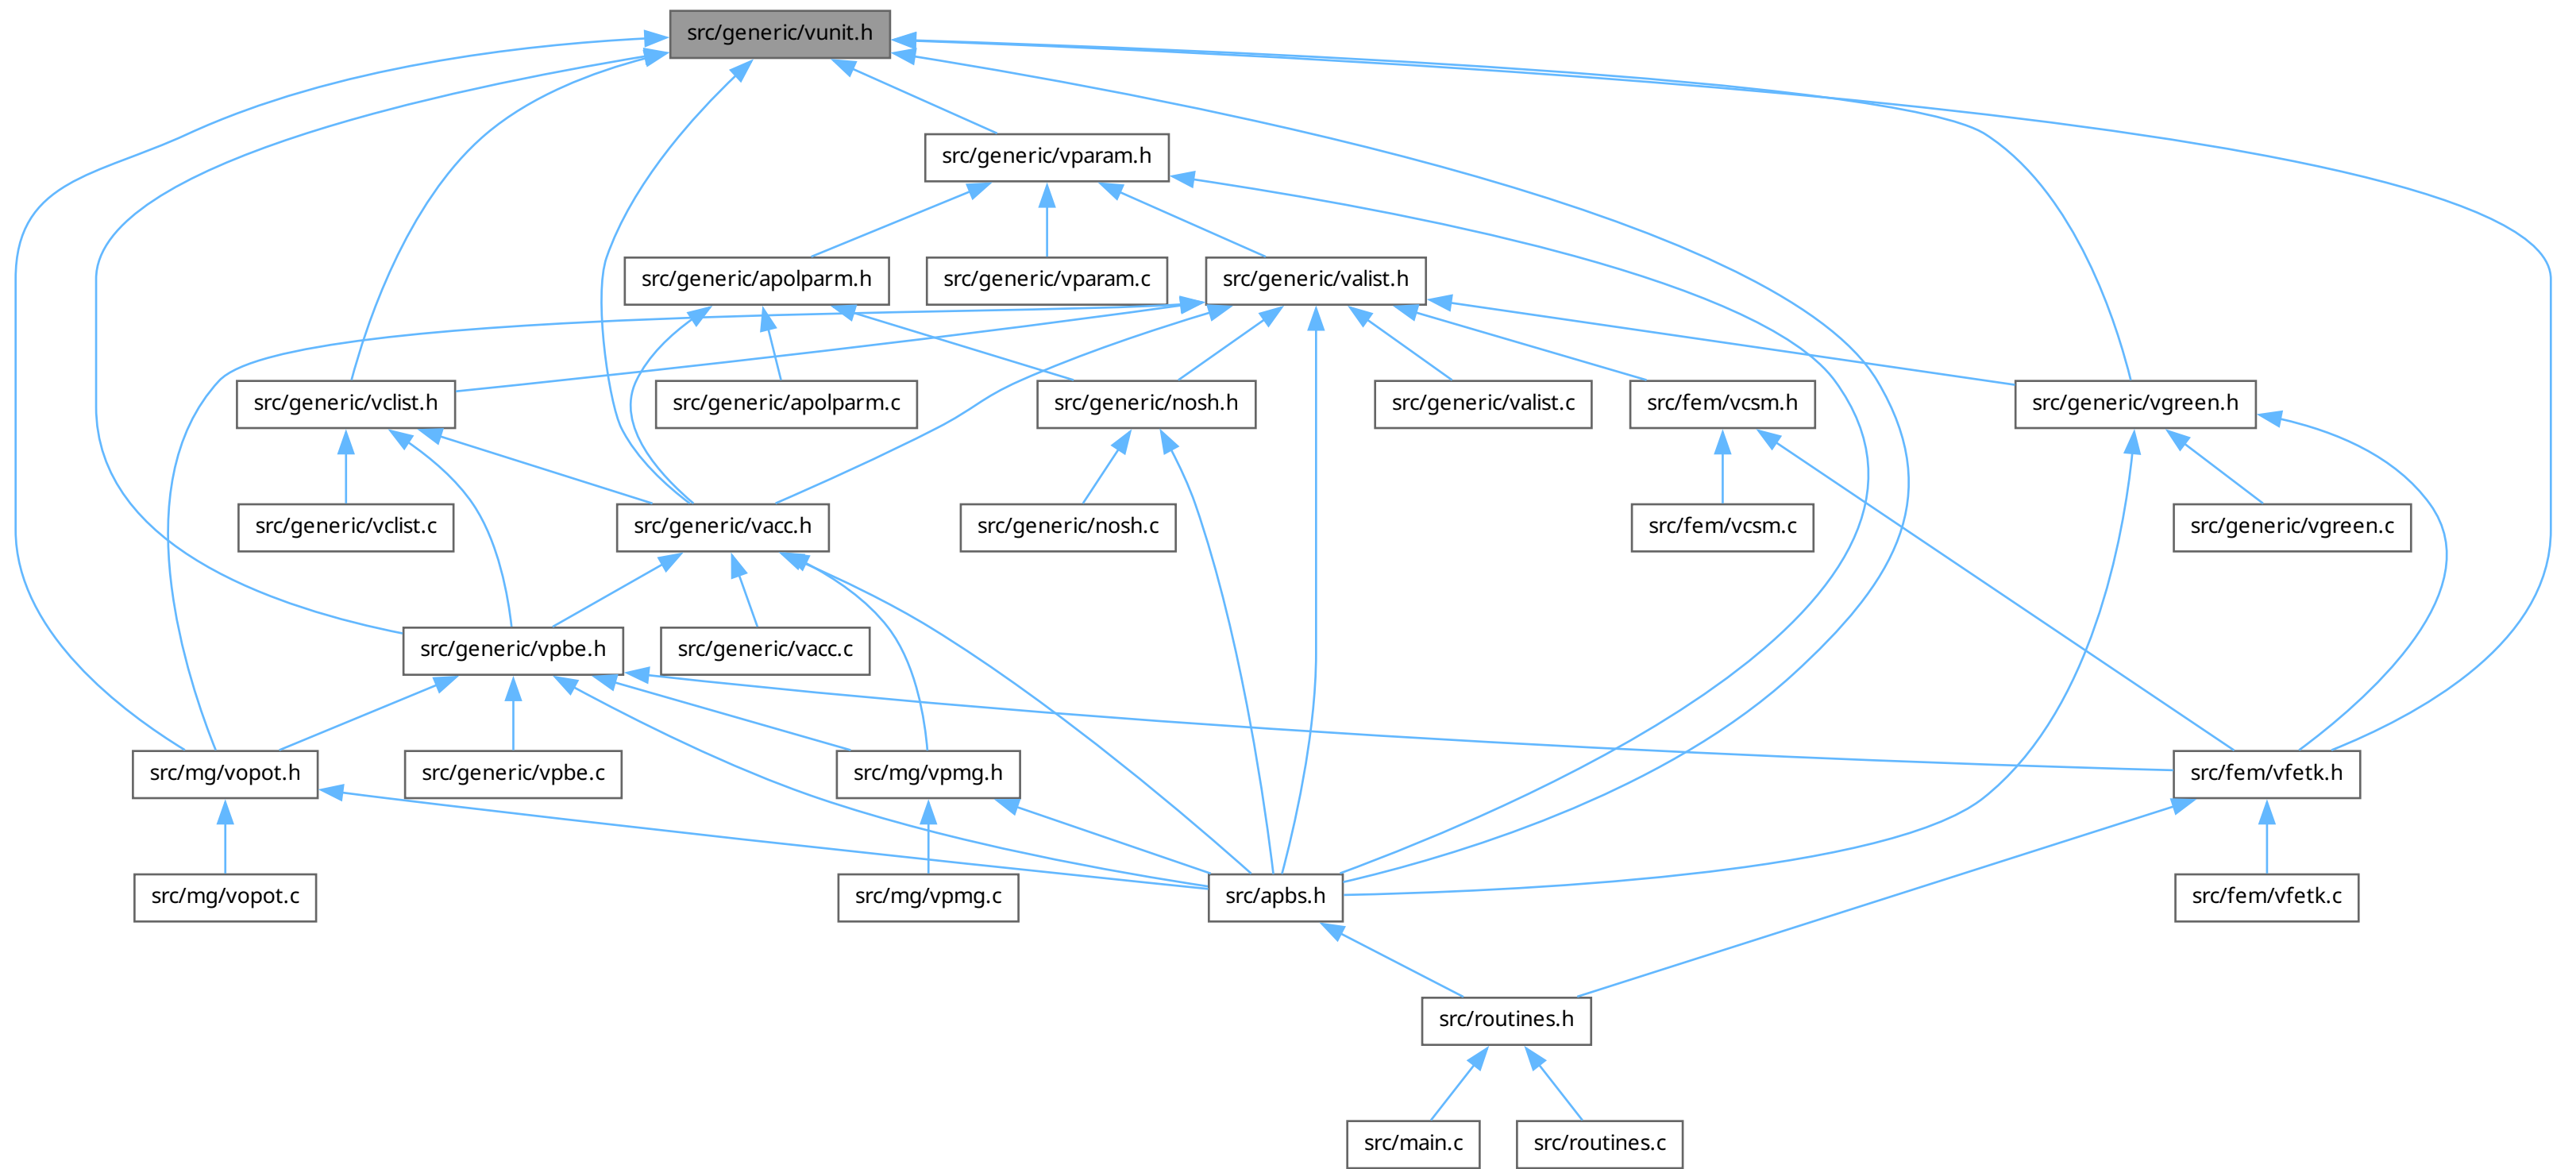 src/generic/vunit.h
src/generic/vparam.h
src/generic/apolparm.h
src/generic/vparam.c
src/generic/valist.h
src/generic/vclist.h
src/generic/apolparm.c
src/generic/nosh.h
src/generic/valist.c
src/fem/vcsm.h
src/generic/vgreen.h
src/generic/vclist.c
src/generic/vacc.h
src/generic/nosh.c
src/fem/vcsm.c
src/generic/vgreen.c
src/generic/vpbe.h
src/generic/vacc.c
src/mg/vopot.h
src/generic/vpbe.c
src/mg/vpmg.h
src/fem/vfetk.h
src/mg/vopot.c
src/mg/vpmg.c
src/apbs.h
src/fem/vfetk.c
src/routines.h
src/main.c
src/routines.c